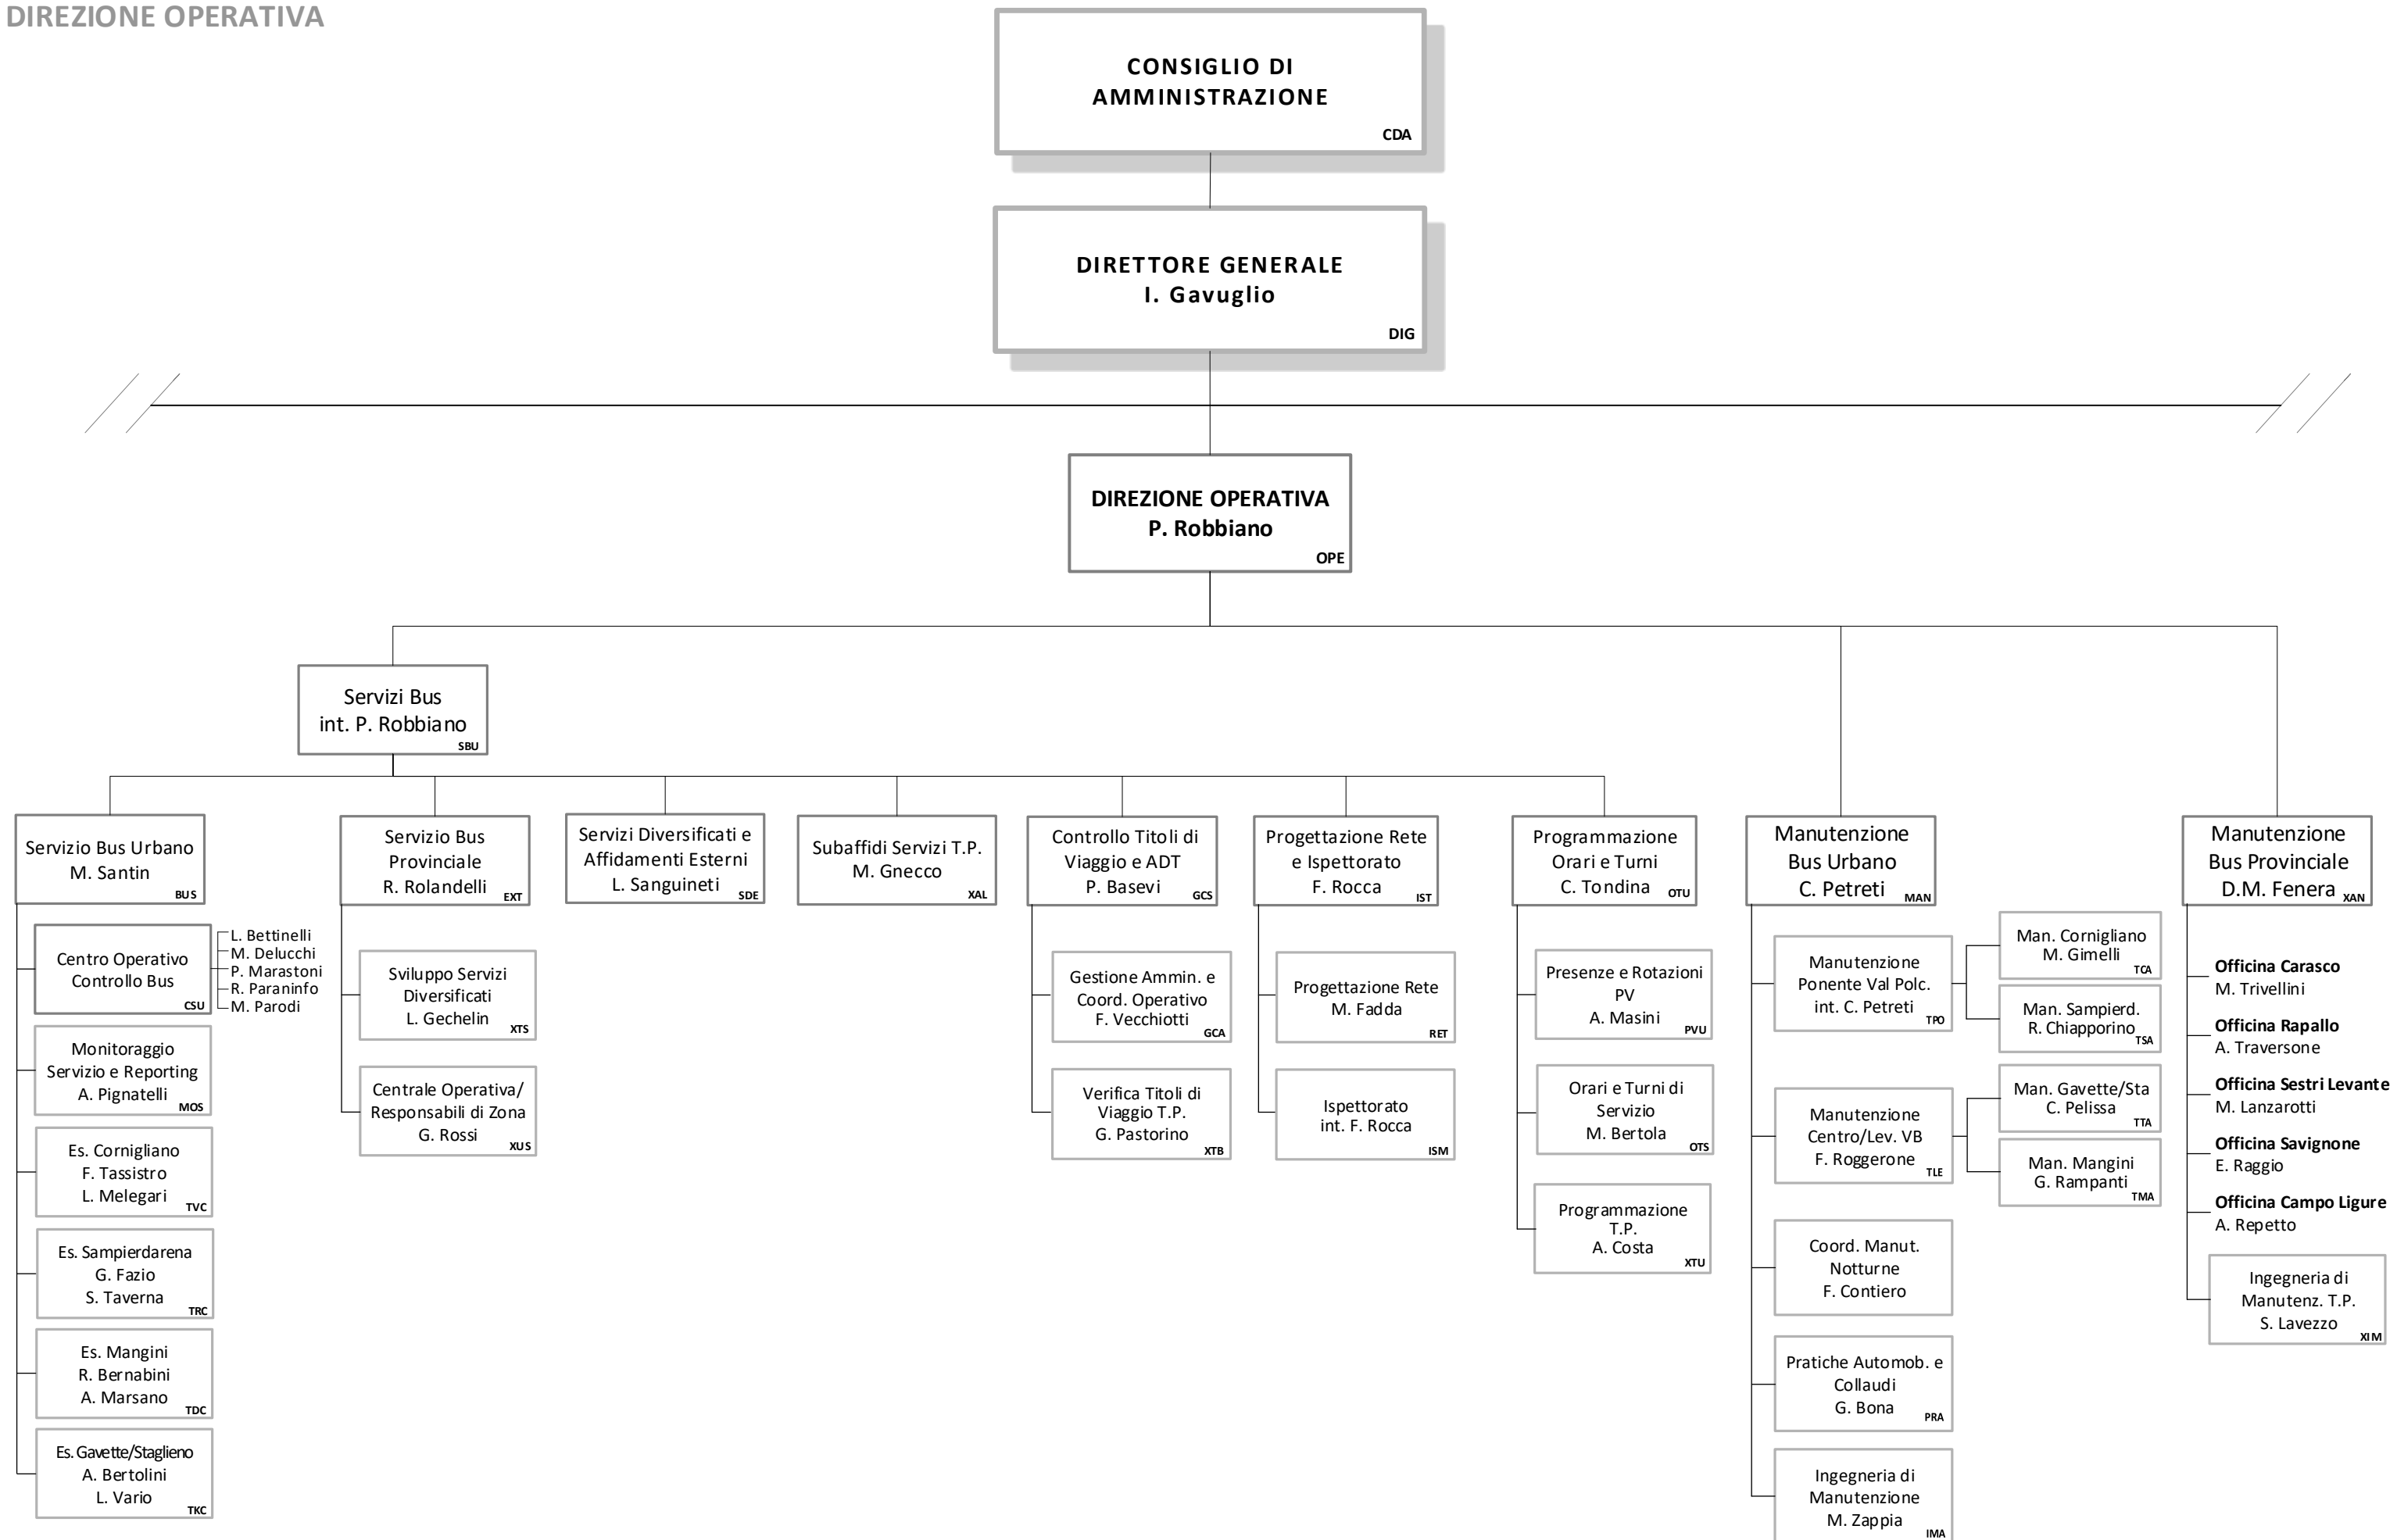 DIREZIONE OPERATIVA
CONSIGLIO DI
AMMINISTRAZIONE
CDA
DIRETTORE GENERALE
I. Gavuglio
DIG
DIREZIONE OPERATIVA
P. Robbiano
OPE
Servizi Bus
int. P. Robbiano
SBU
Servizio Bus Urbano
M. Santin
BUS
Centro Operativo
Controllo Bus
CSU
L. Bettinelli
M. Delucchi
P. Marastoni
R. Paraninfo
M. Parodi
Monitoraggio
Servizio e Reporting
A. Pignatelli
MOS
Es. Cornigliano
F. Tassistro
L. Melegari
TVC
Es. Sampierdarena
G. Fazio
S. Taverna
TRC
Es. Mangini
R. Bernabini
A. Marsano
TDC
Es. Gavette/Staglieno
A. Bertolini
L. Vario
TKC
Servizio Bus
Provinciale
R. Rolandelli
EXT
Sviluppo Servizi
Diversificati
L. Gechelin
XTS
Centrale Operativa/
Responsabili di Zona
G. Rossi
XUS
Servizi Diversificati e
Affidamenti Esterni
L. Sanguineti
SDE
Subaffidi Servizi T.P.
M. Gnecco
XAL
Controllo Titoli di
Viaggio e ADT
P. Basevi
GCS
Gestione Ammin. e
Coord. Operativo
F. Vecchiotti
GCA
Verifica Titoli di
Viaggio T.P.
G. Pastorino
XTB
Progettazione Rete
e Ispettorato
F. Rocca
IST
Progettazione Rete
M. Fadda
RET
Ispettorato
int. F. Rocca
ISM
Programmazione
Orari e Turni
C. Tondina
OTU
Presenze e Rotazioni
PV
A. Masini
PVU
Orari e Turni di
Servizio
M. Bertola
OTS
Programmazione
T.P.
A. Costa
XTU
Manutenzione
Bus Urbano
C. Petreti
MAN
Manutenzione
Ponente Val Polc.
int. C. Petreti
TPO
Man. Cornigliano
M. Gimelli
TCA
Man. Sampierd.
R. Chiapporino
TSA
Manutenzione
Centro/Lev. VB
F. Roggerone
TLE
Man. Gavette/Sta
C. Pelissa
TTA
Man. Mangini
G. Rampanti
TMA
Coord. Manut.
Notturne
F. Contiero
Pratiche Automob. e
Collaudi
G. Bona
PRA
Ingegneria di
Manutenzione
M. Zappia
IMA
Manutenzione
Bus Provinciale
D.M. Fenera
XAN
Officina Carasco
M. Trivellini
Officina Rapallo
A. Traversone
Officina Sestri Levante
M. Lanzarotti
Officina Savignone
E. Raggio
Officina Campo Ligure
A. Repetto
Ingegneria di
Manutenz. T.P.
S. Lavezzo
XIM